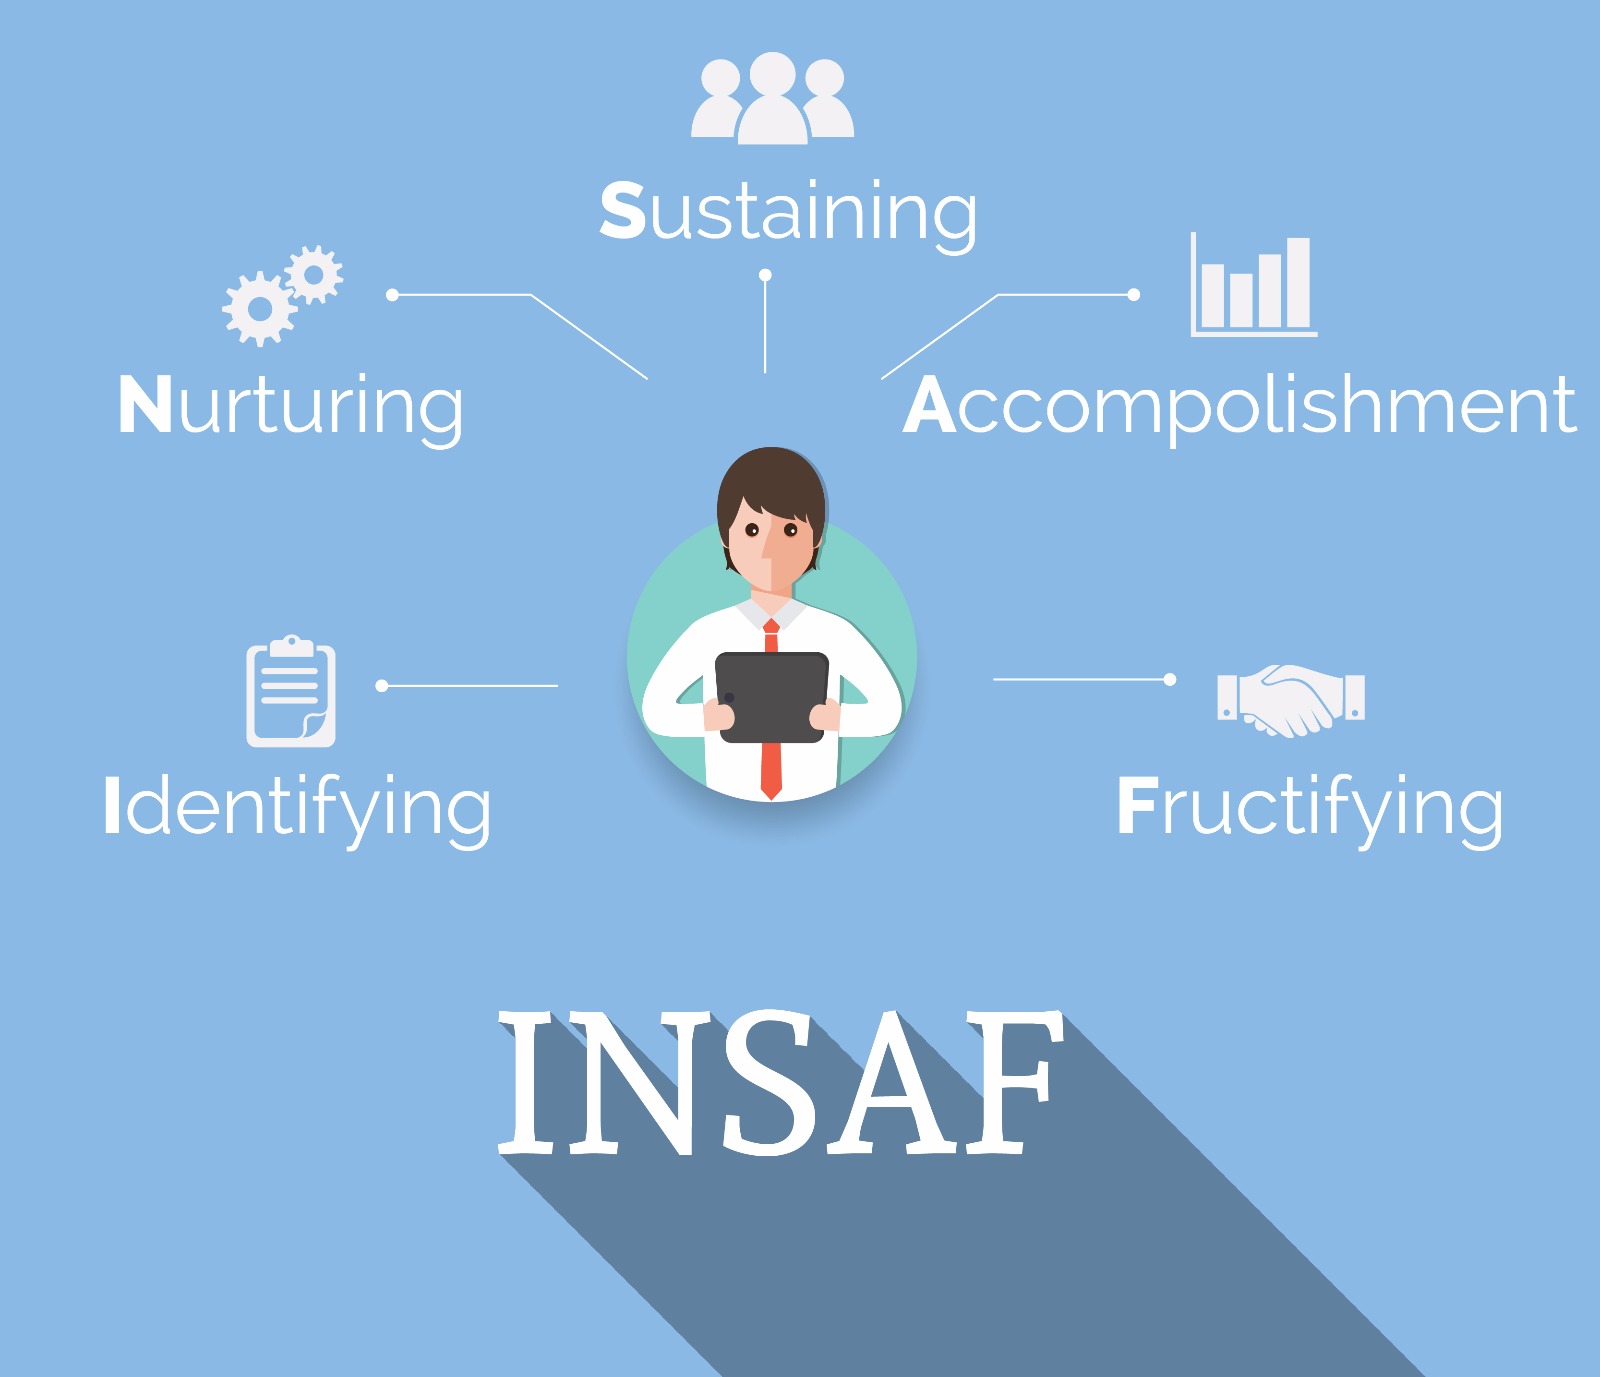 Sustaining
Nurturing
Accompolishment
Identifying
Fructifying
INSAF